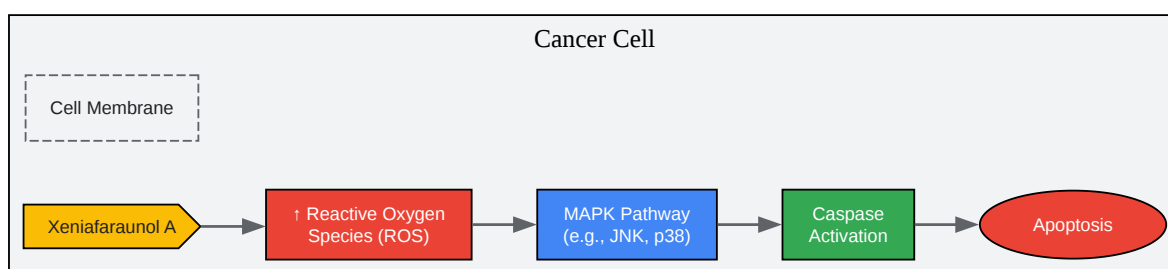 Cancer Cell
Cell Membrane
Xeniafaraunol A
↑ Reactive Oxygen
Species (ROS)
MAPK Pathway
(e.g., JNK, p38)
Caspase
Activation
Apoptosis